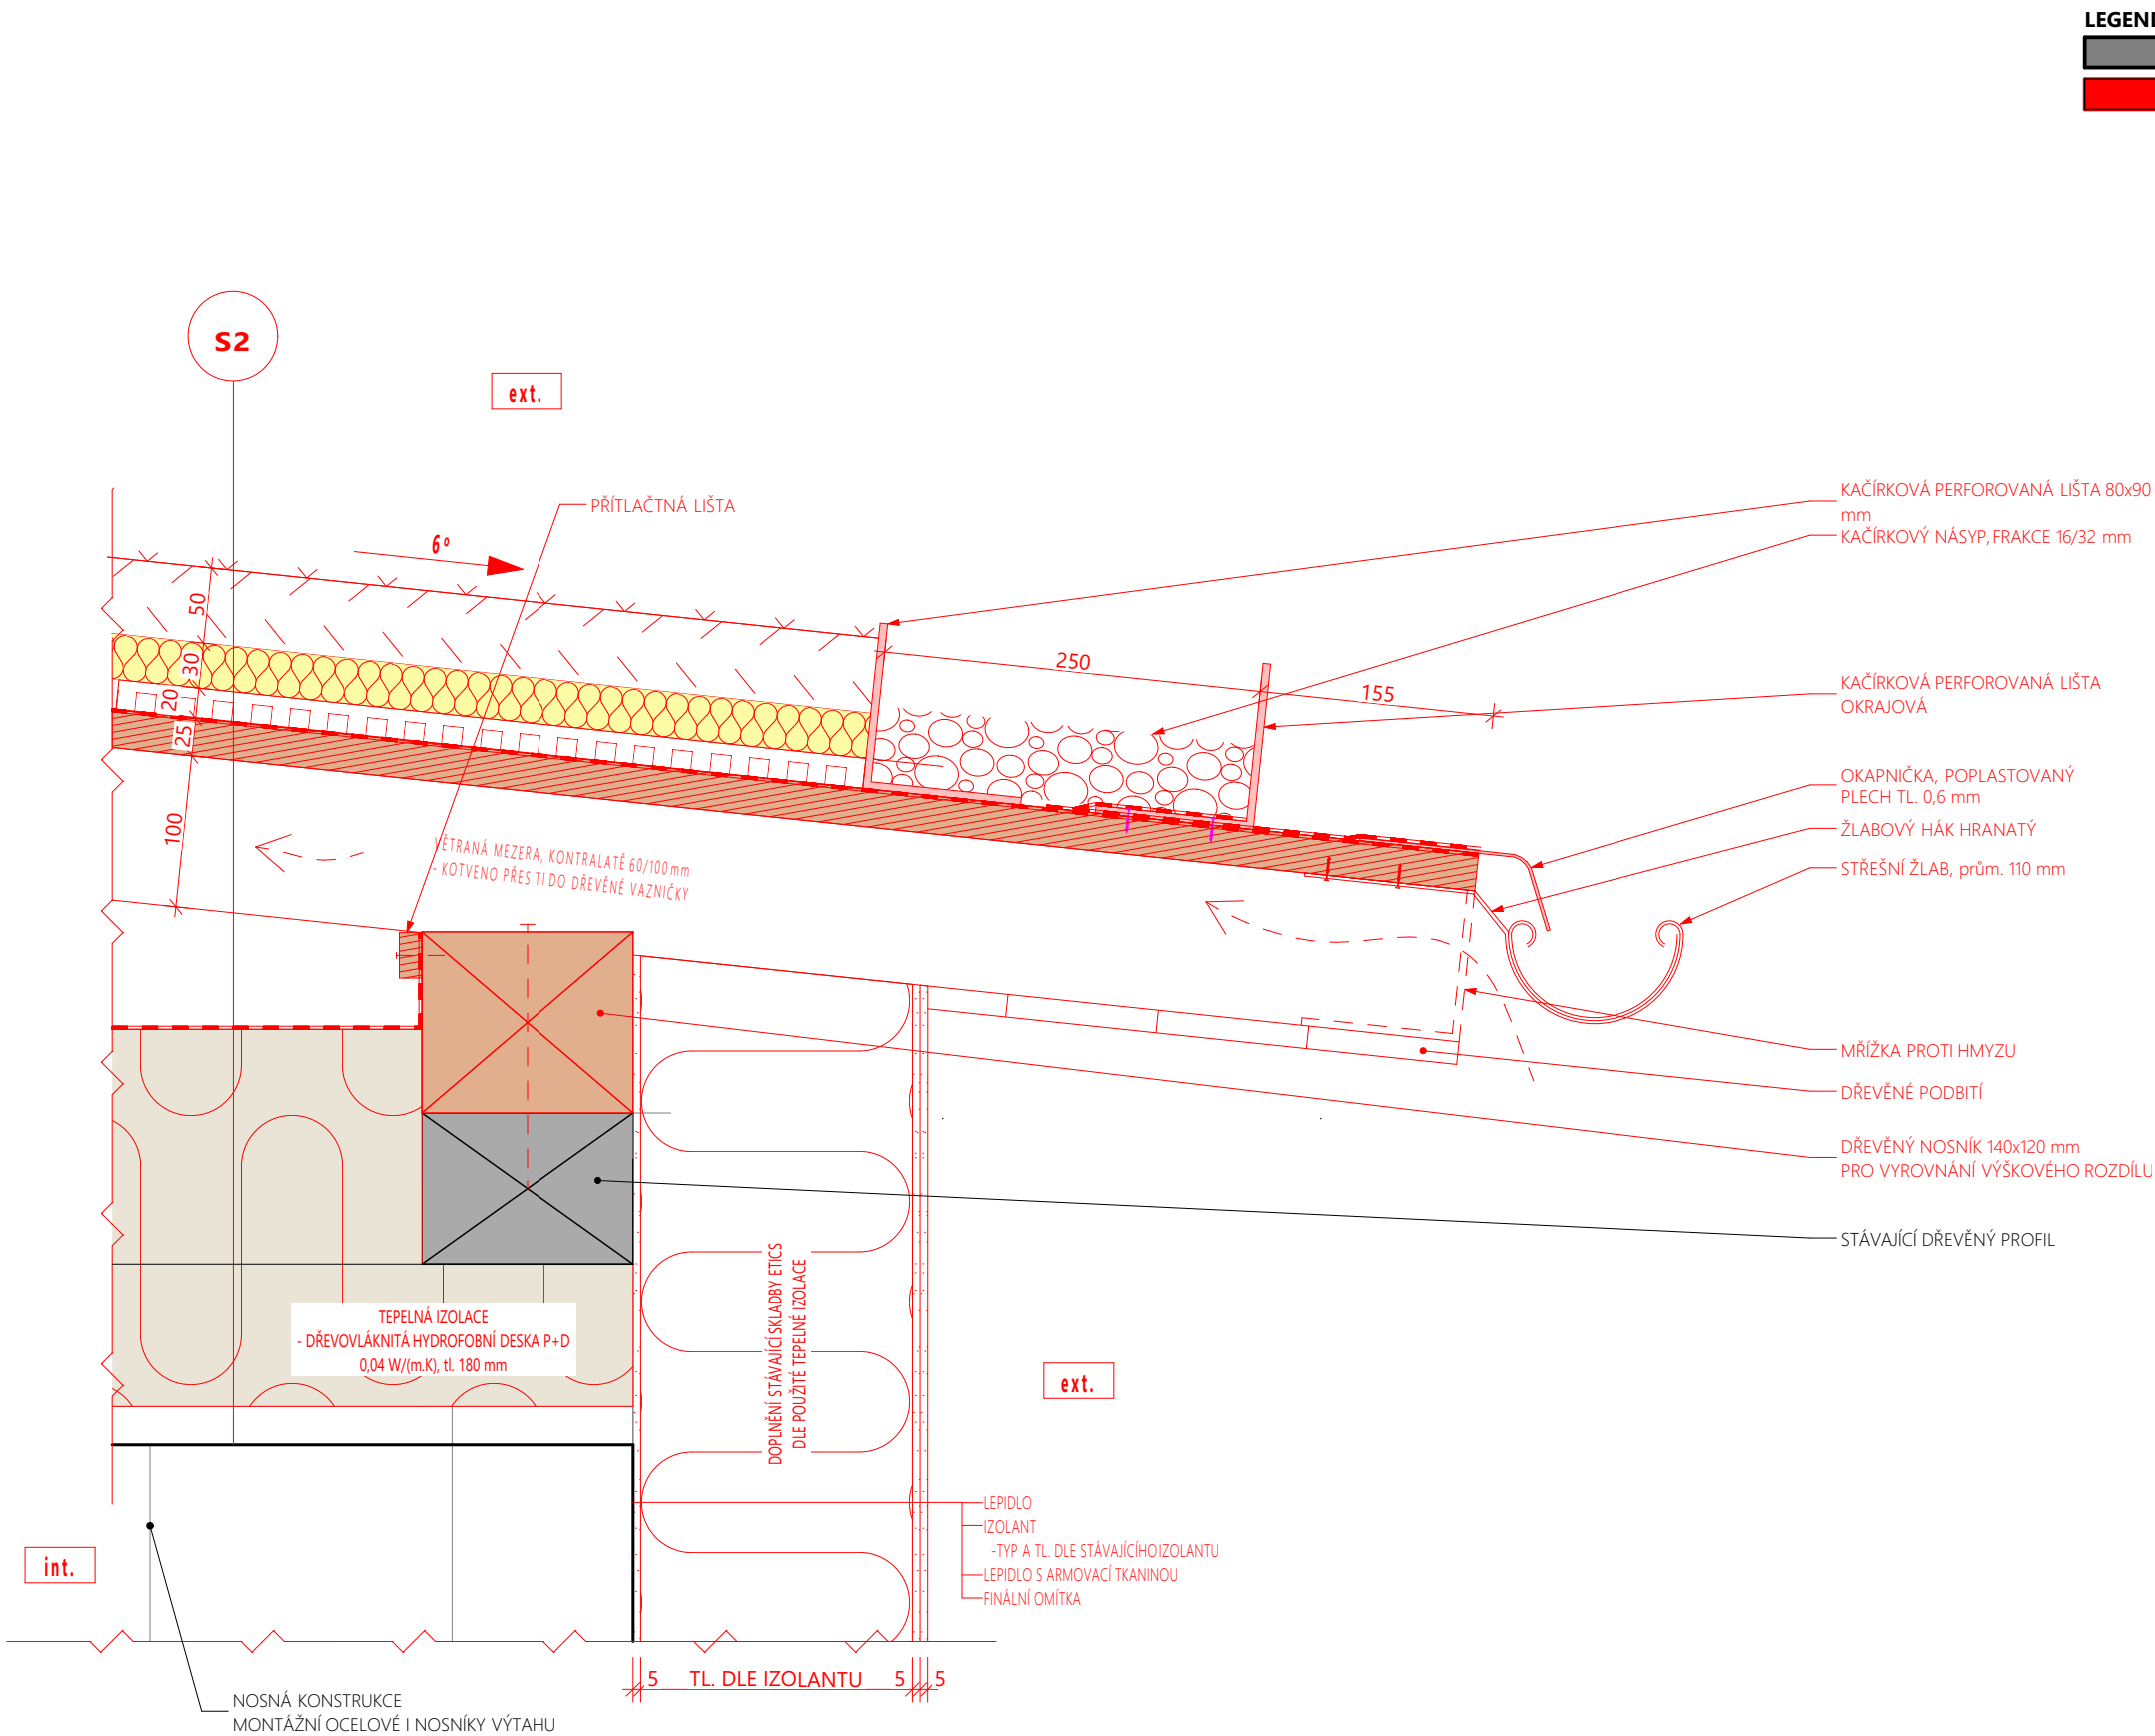 LEGEN
S2
ext.
PŘÍTLAČTNÁ LIŠTA
6°
50
30
20
25
100
250
155
VĚTRANÁ MEZERA, KONTRALATĚ 60/100 mm
- KOTVENO PŘES TI DO DŘEVĚNÉ VAZNIČKY
KAČÍRKOVÁ PERFOROVANÁ LIŠTA 80x90
mm
KAČÍRKOVÝ NÁSYP, FRAKCE 16/32 mm
KAČÍRKOVÁ PERFOROVANÁ LIŠTA
OKRAJOVÁ
OKAPNIČKA, POPLASTOVANÝ
PLECH TL. 0,6 mm
ŽLABOVÝ HÁK HRANATÝ
STŘEŠNÍ ŽLAB, prům. 110 mm
MŘÍŽKA PROTI HMYZU
DŘEVĚNÉ PODBITÍ
DŘEVĚNÝ NOSNÍK 140x120 mm
PRO VYROVNÁNÍ VÝŠKOVÉHO ROZDÍLU
STÁVAJÍCÍ DŘEVĚNÝ PROFIL
TEPELNÁ IZOLACE
- DŘEVOVLÁKNITÁ HYDROFOBNÍ DESKA P+D
0,04 W/(m.K), tl. 180 mm
DOPLNĚNÍ STÁVAJÍCÍ SKLADBY ETICS
DLE POUŽITÉ TEPELNÉ IZOLACE
ext.
LEPIDLO
IZOLANT
-TYP A TL. DLE STÁVAJÍCÍHO IZOLANTU
LEPIDLO S ARMOVACÍ TKANINOU
FINÁLNÍ OMÍTKA
int.
5 TL. DLE IZOLANTU 5 5
NOSNÁ KONSTRUKCE
MONTÁŽNÍ OCELOVÉ I NOSNÍKY VÝTAHU